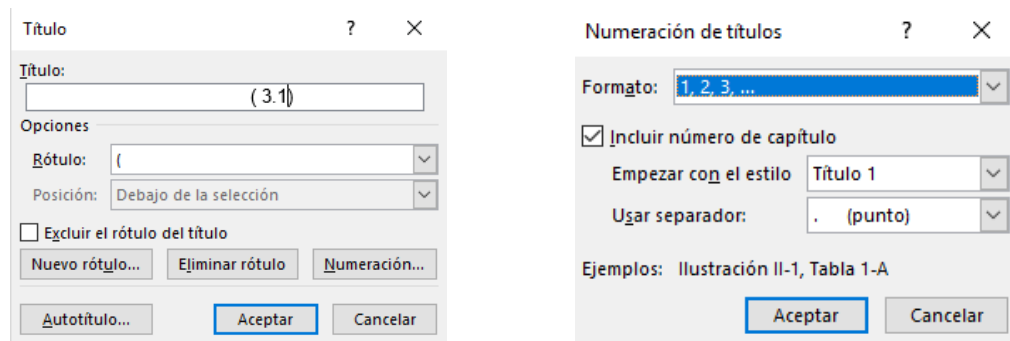 Título ? ×
Título:
( 3.1)
Opciones
Rótulo: (
Posición: Debajo de la selección
Excluir el rótulo del título
Nuevo rótulo... Eliminar rótulo Numeración...
Autotítulo... Aceptar Cancelar
Numeración de títulos ? ×
Formato: 1, 2, 3, ...
Incluir número de capítulo
Empezar con el estilo Título 1
Usar separador: . (punto)
Ejemplos: Ilustración II-1, Tabla 1-A
Aceptar Cancelar